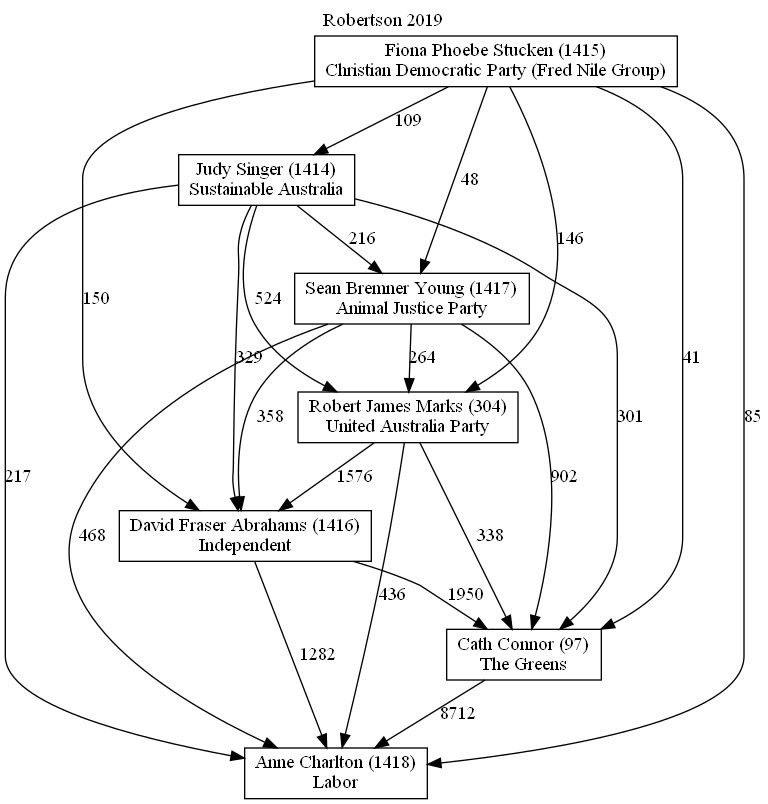 Robertson 2019
Fiona Phoebe Stucken (1415)
Christian Democratic Party (Fred Nile Group)
109
Judy Singer (1414)
Sustainable Australia
48
216
146
Sean Brenner Young (1417)
Animal Justice Party
150
524
329
264
41
Robert James Marks (304)
United Australia Party
358
301
85
217
1576
902
David Fraser Abrahams (1416)
Independent
468
338
436
1950
Cath Connor (97)
The Greens
1282
8712
Anne Charlton (1418)
Labor